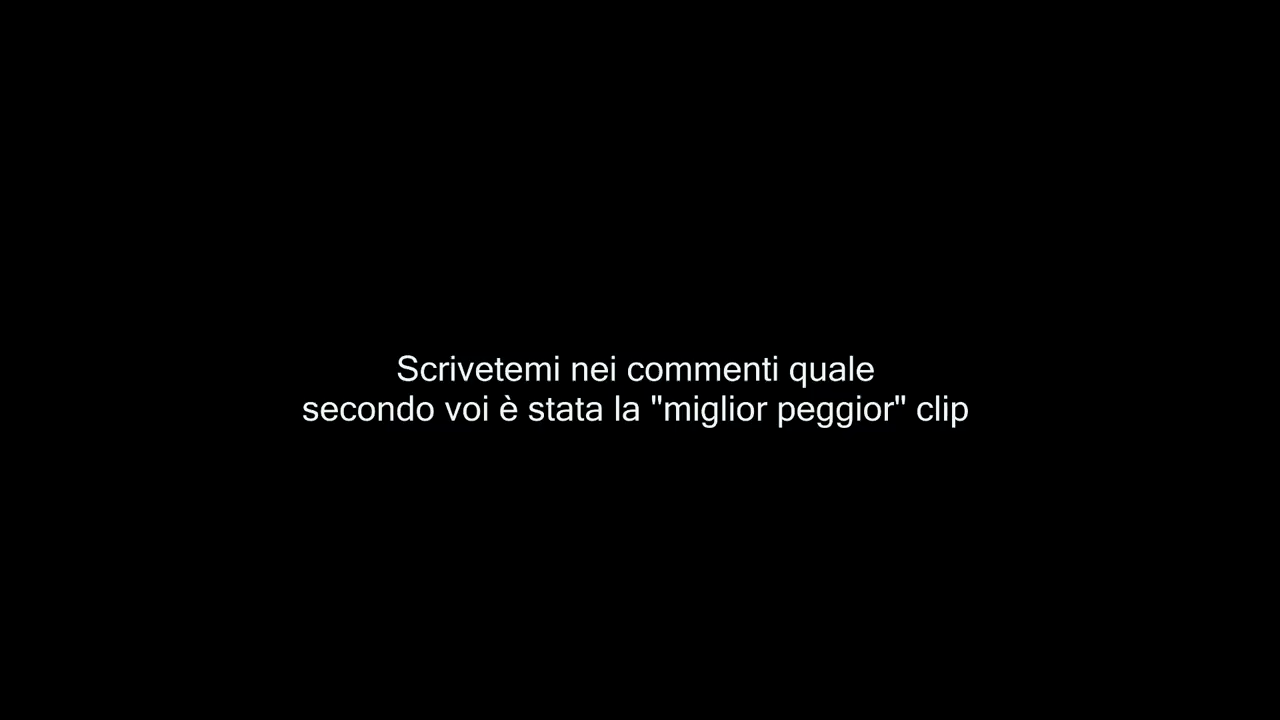 Scrivetemi nei commenti quale
secondo voi è stata la "miglior peggior" clip